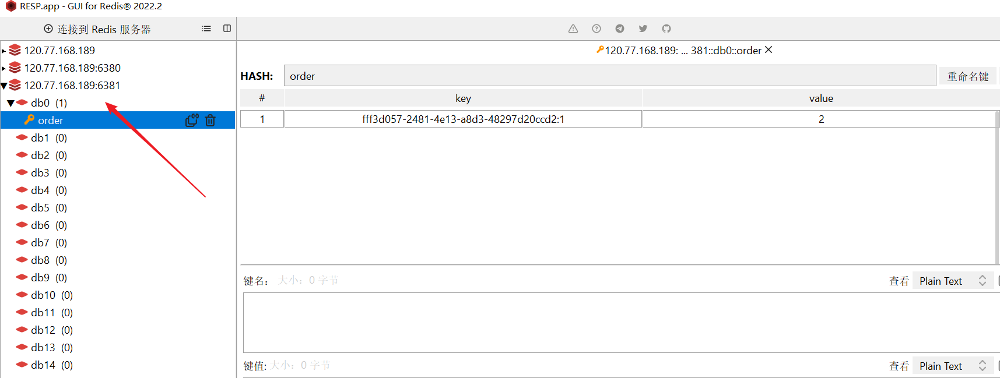 RESP.app - GUI for Redis® 2022.2
连接到 Redis 服务器
120.77.168.189
120.77.168.189:6380
120.77.168.189:6381
db0 (1)
order
db1 (0)
db2 (0)
db3 (0)
db4 (0)
db5 (0)
db6 (0)
db7 (0)
db8 (0)
db9 (0)
db10 (0)
db11 (0)
db12 (0)
db13 (0)
db14 (0)
120.77.168.189: ... 381::db0::order
HASH: order 重命名键
# key value
1 fff3d057-2481-4e13-a8d3-48297d20ccd2:1 2
键名： 大小：0 字节 查看 Plain Text
键值: 大小：0 字节 查看 Plain Text